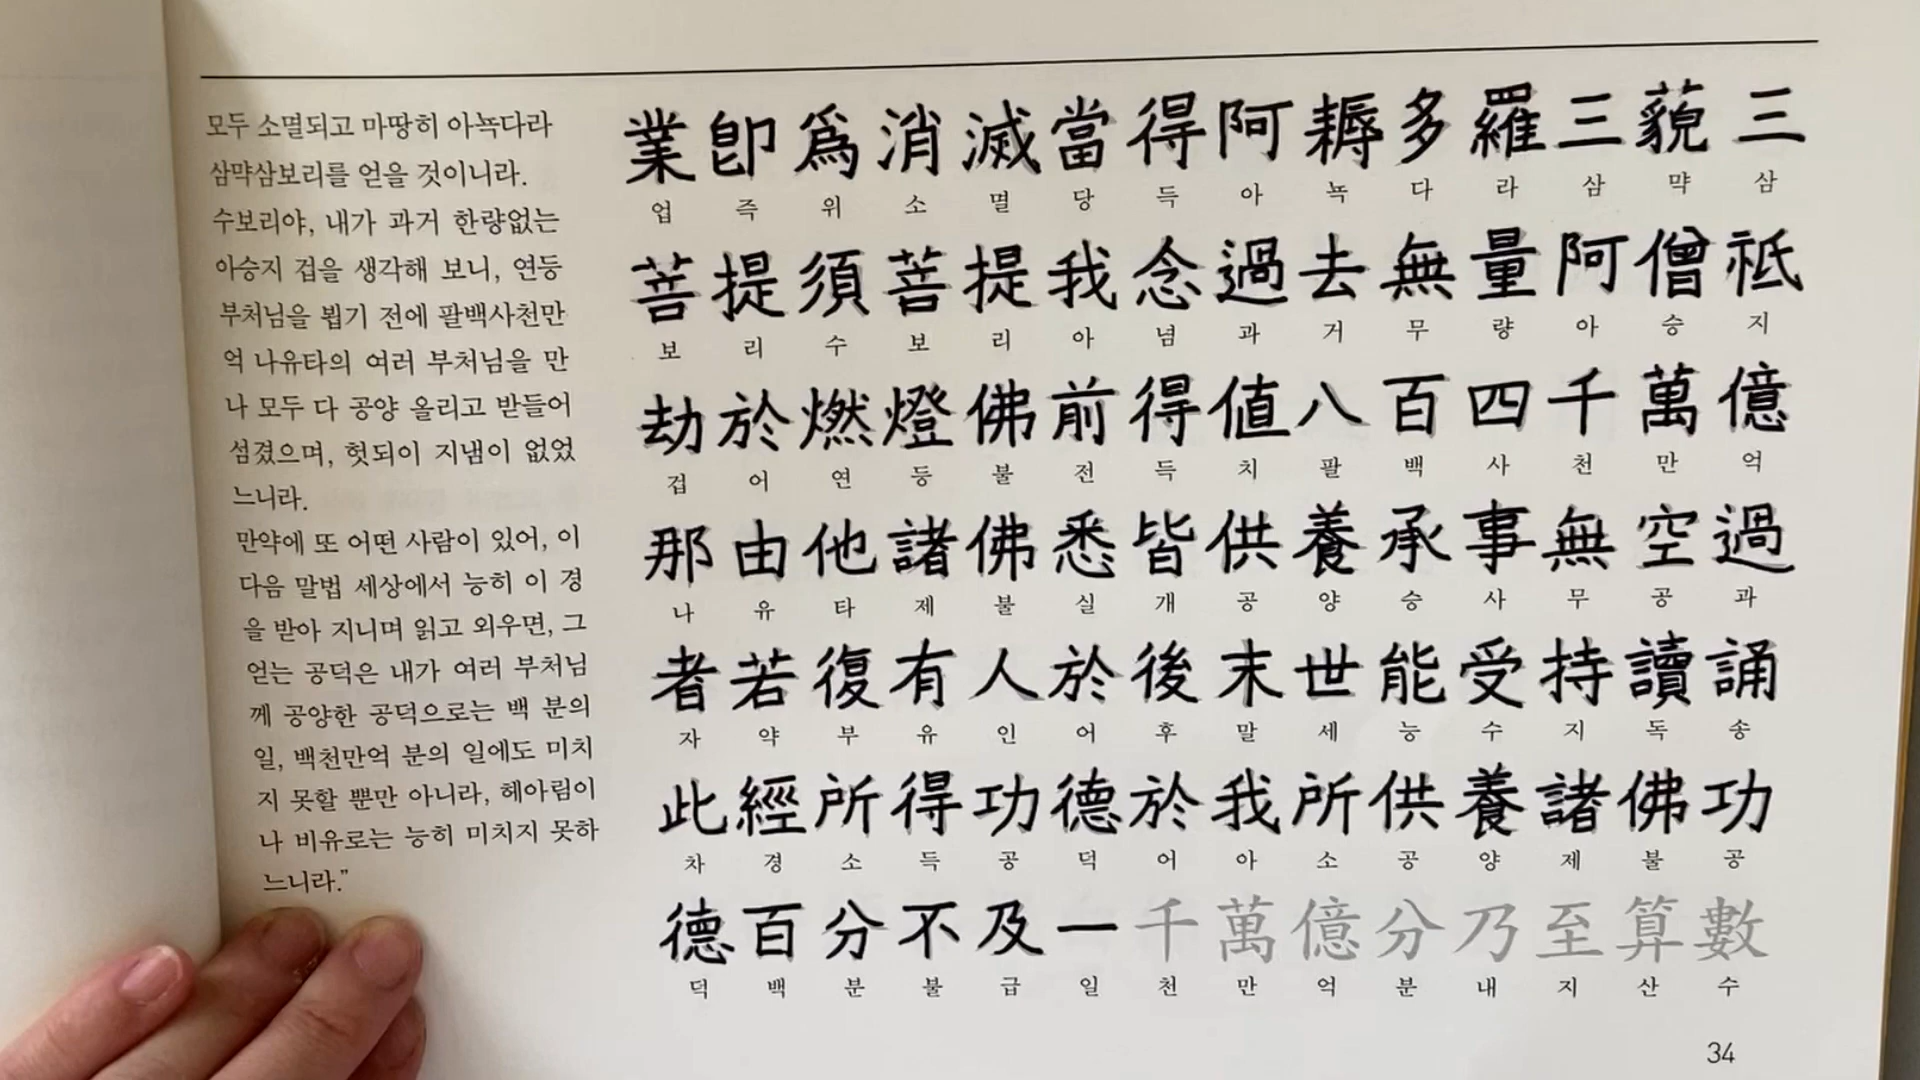 모두 소멸되고 마땅히 아뇩다라
삼먁삼보리를 얻을 것이니라.
수보리야, 내가 과거 한량없는
아승지 겁을 생각해 보니, 연등
부처님을 뵙기 전에 팔백사천만
억 나유타의 여러 부처님을 만
나 모두 다 공양 올리고 받들어
섬겼으며, 헛되이 지냄이 없었
느니라.
만약에 또 어떤 사람이 있어, 이
다음 말법 세상에서 능히 이 경
을 받아 지니며 읽고 외우면, 그
얻는 공덕은 내가 여러 부처님
께 공양한 공덕으로는 백 분의
일, 백천만억 분의 일에도 미치
지 못할 뿐만 아니라, 헤아림이
나 비유로는 능히 미치지 못하
느니라.”
業卽爲消滅當得阿耨多羅三藐三
업 즉 위 소 멸 당 득 아 뇩 다 라 삼 먁 삼
菩提須菩提我念過去無量阿僧祇
보 리 수 보 리 아 념 과 거 무 량 아 승 지
劫於燃燈佛前得値八百四千萬億
겁 어 연 등 불 전 득 치 팔 백 사 천 만 억
那由他諸佛悉皆供養承事無空過
나 유 타 제 불 실 개 공 양 승 사 무 공 과
者若復有人於後末世能受持讀誦
자 약 부 유 인 어 후 말 세 능 수 지 독 송
此經所得功德於我所供養諸佛功
차 경 소 득 공 덕 어 아 소 공 양 제 불 공
德百分不及一千萬億分乃至算數
덕 백 분 불 급 일 천 만 억 분 내 지 산 수
34